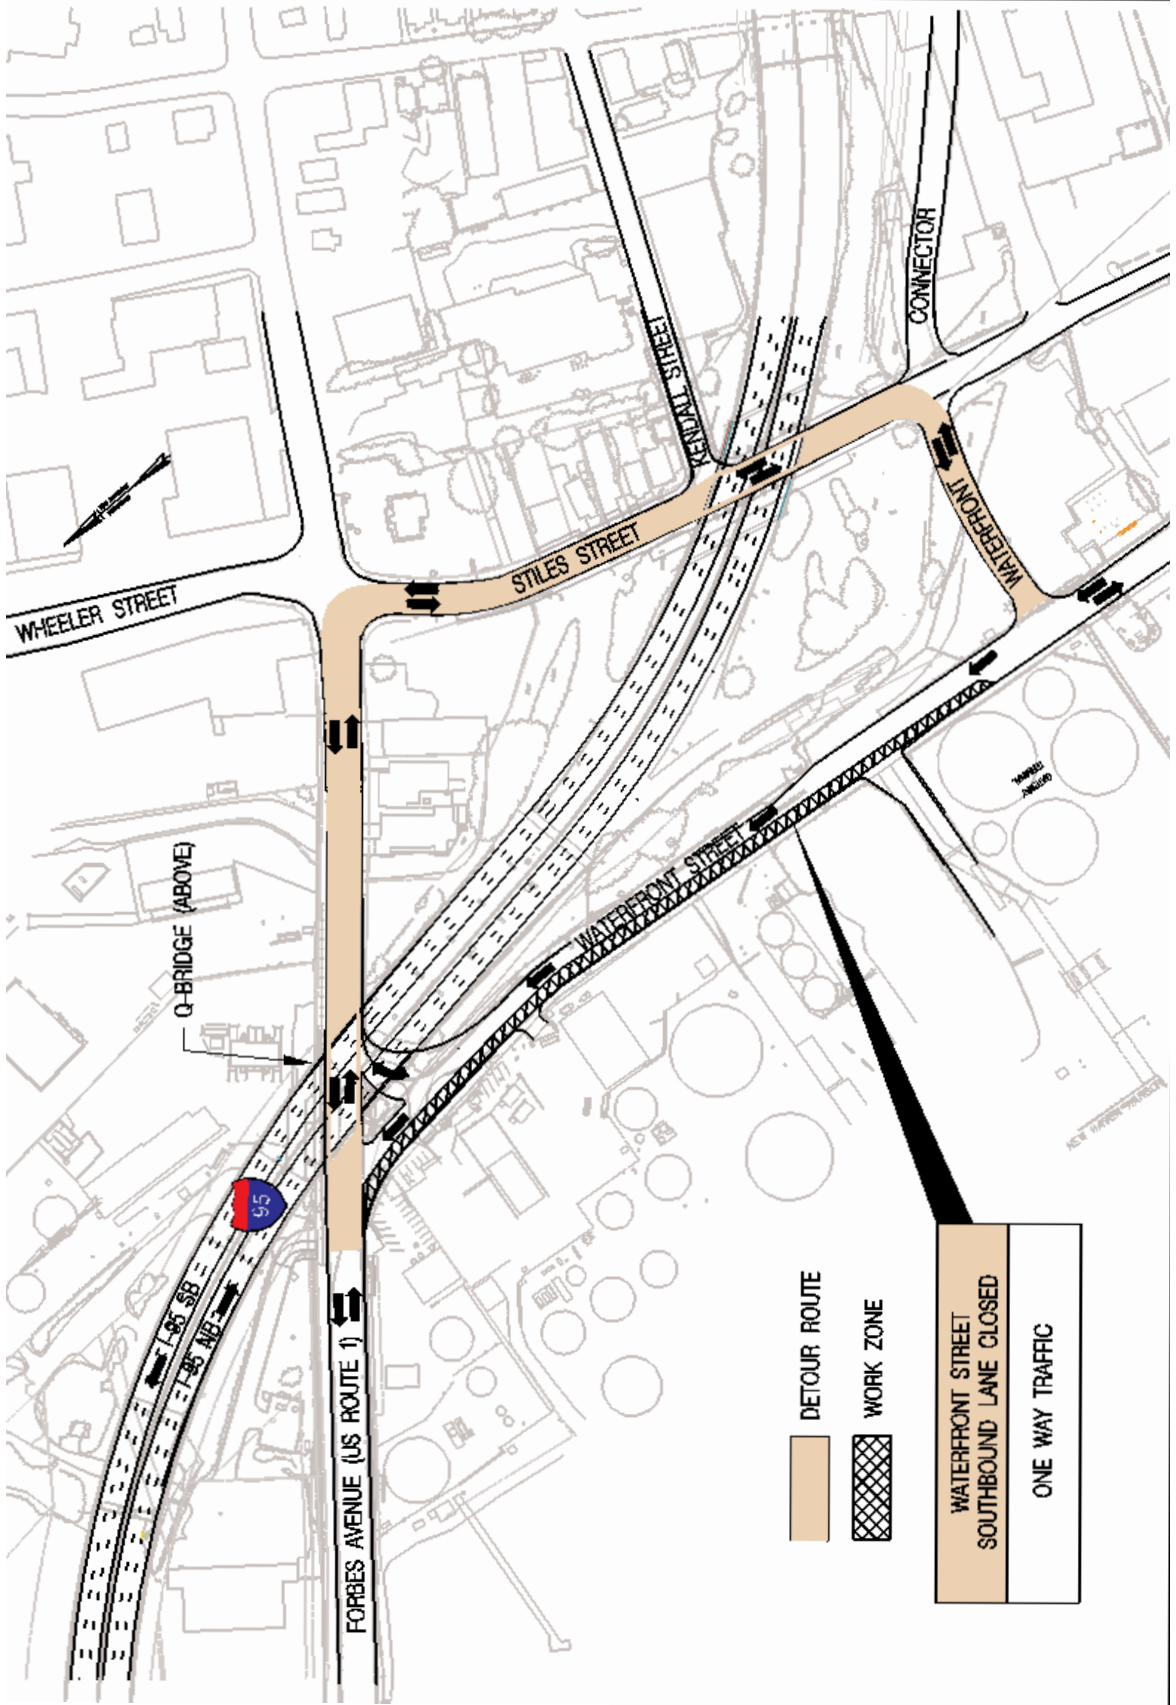 WHEELER STREET
STILES STREET
KENDALL STREET
CONNECTOR
WATERFRONT
Q-BRIDGE (ABOVE)
WATERFRONT STREET
95
I-95 SB
I-95 NB
FORBES AVENUE (US ROUTE 1)
DETOUR ROUTE
WORK ZONE
WATERFRONT STREET
SOUTHBOUND LANE CLOSED
ONE WAY TRAFFIC